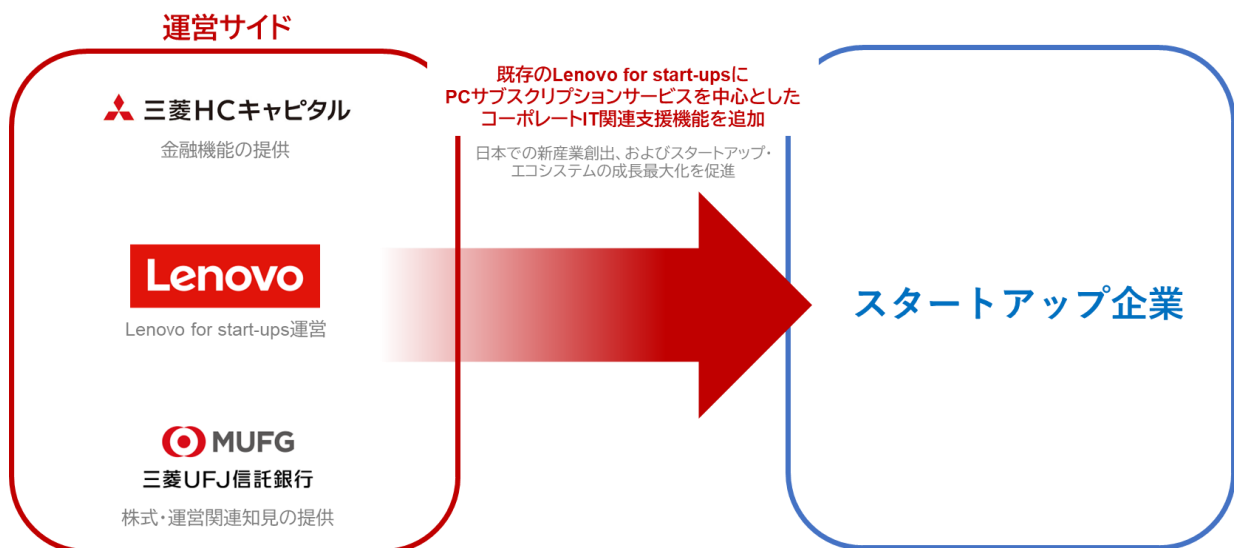 運営サイド
三菱HCキャピタル
金融機能の提供
Lenovo
Lenovo for start-ups運営
MUFG
三菱UFJ信託銀行
株式・運営関連知見の提供
既存のLenovo for start-upsに
PCサブスクリプションサービスを中心とした
コーポレートIT関連支援機能を追加
日本での新産業創出、およびスタートアップ・
エコシステムの成長最大化を促進
スタートアップ企業